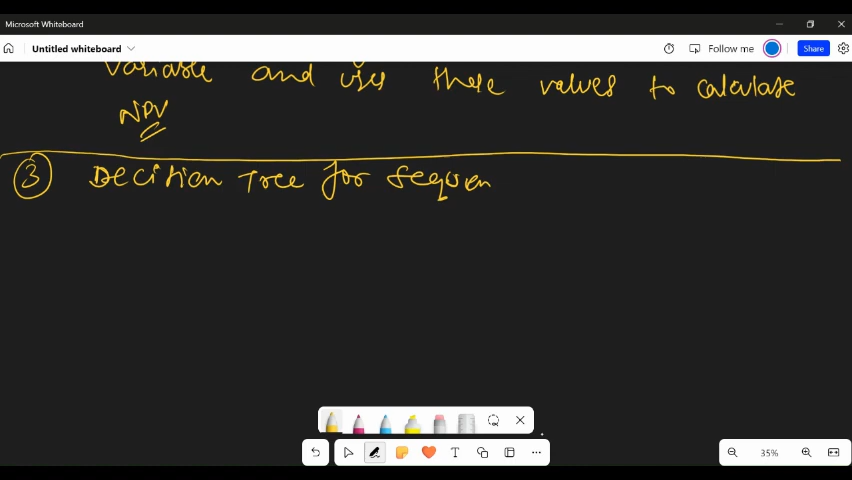 Microsoft Whiteboard
Untitled whiteboard
Follow me
Share
Variable and uses these values to calculate
NPV
3 Decision Tree for Sequen
35%